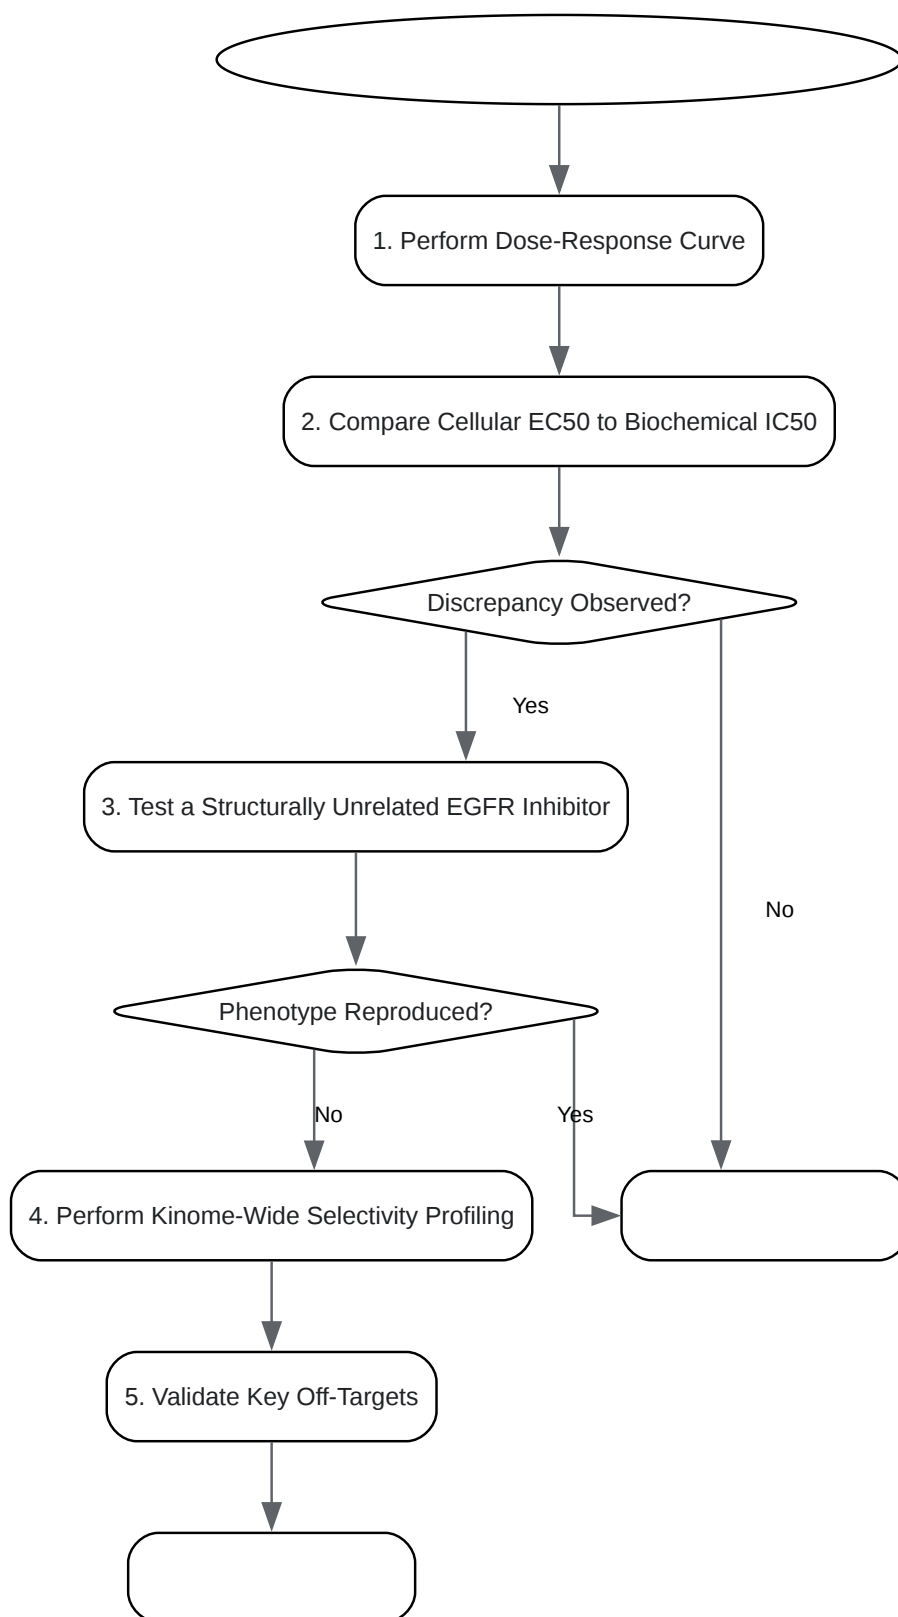 1. Perform Dose-Response Curve
2. Compare Cellular EC50 to Biochemical IC50
Discrepancy Observed?
Yes
3. Test a Structurally Unrelated EGFR Inhibitor
No
Phenotype Reproduced?
No
Yes
4. Perform Kinome-Wide Selectivity Profiling
5. Validate Key Off-Targets